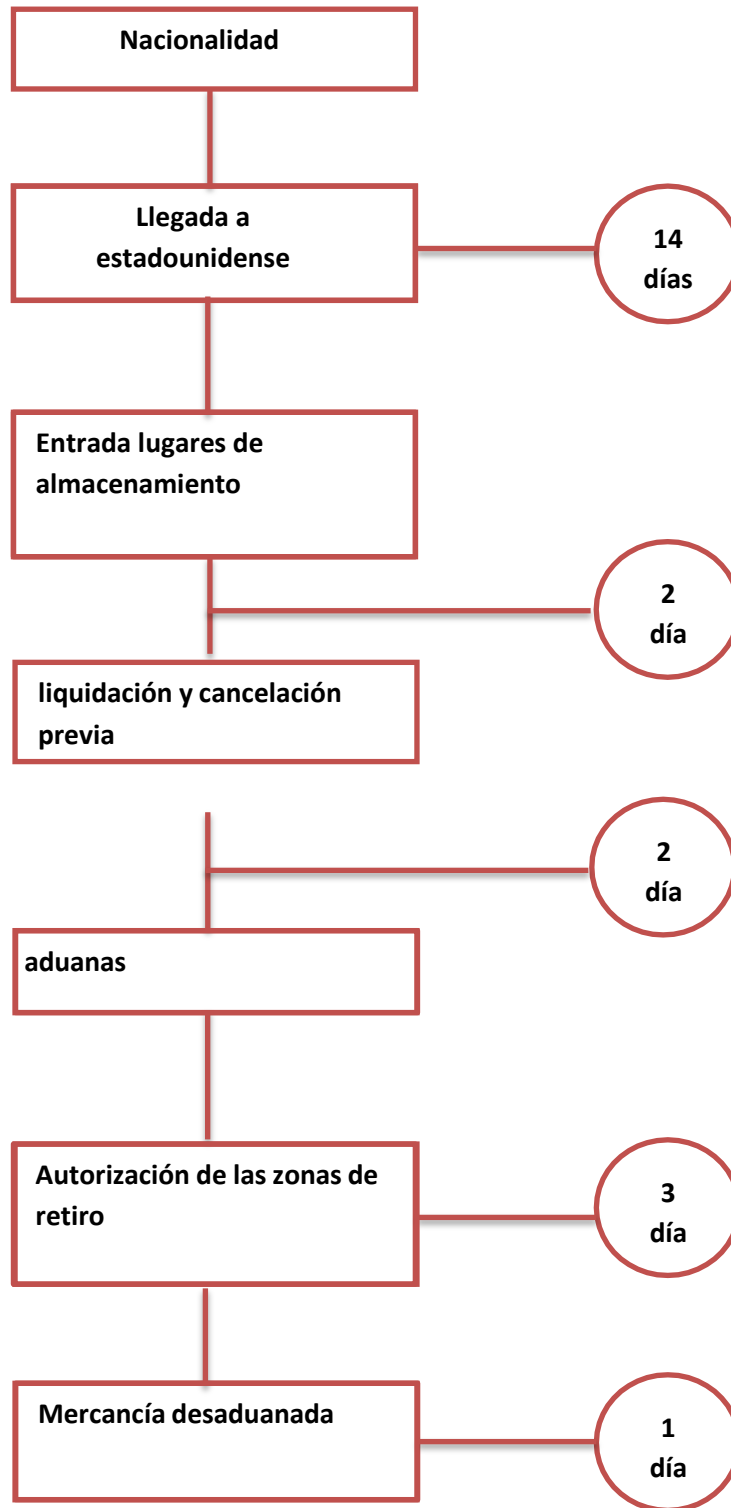 Nacionalidad
Llegada a
estadounidense
14
días
Entrada lugares de
almacenamiento
2
día
liquidación y cancelación
previa
2
día
aduanas
Autorización de las zonas de
retiro
3
día
Mercancía desaduanada
1
día